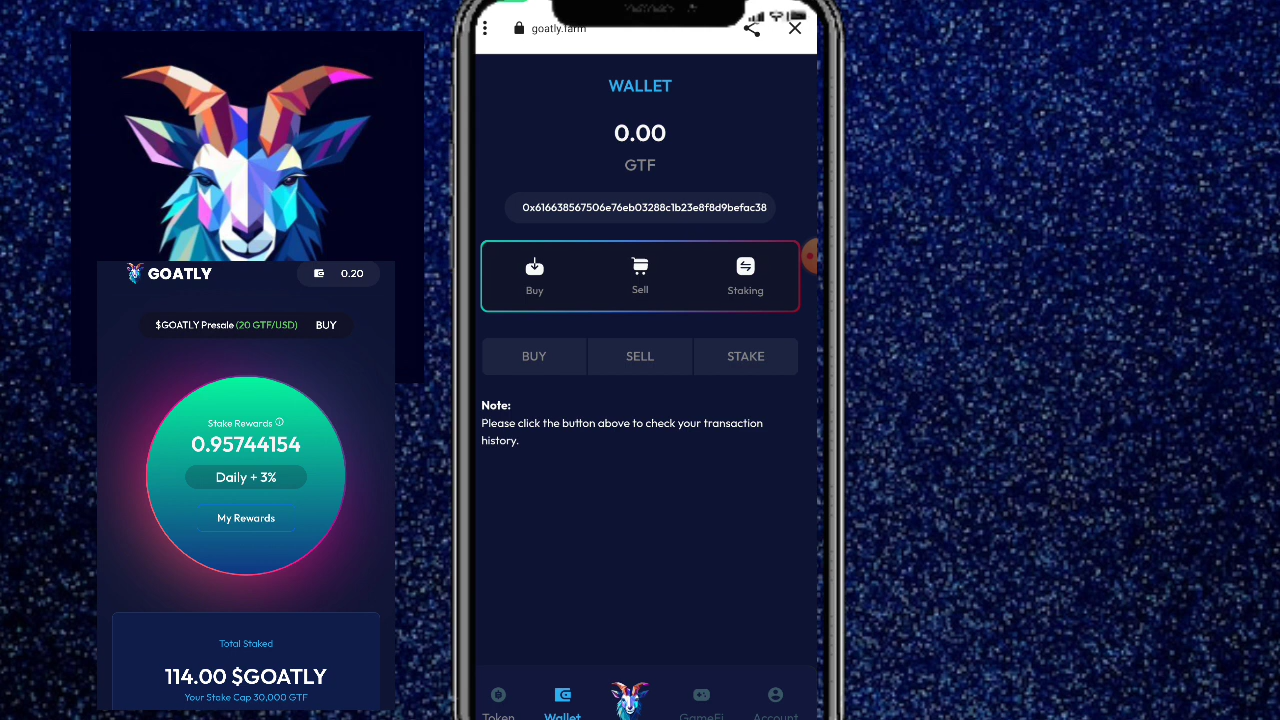 GOATLY
0.20
$GOATLY Presale (20 GTF/USD) BUY
Stake Rewards
0.95744154
Daily + 3%
My Rewards
Total Staked
114.00 $GOATLY
Your Stake Cap 30,000 GTF
goatly.farm
WALLET
0.00
GTF
0x616638567506e76eb03288c1b23e8f8d9befac38
Buy Sell Staking
BUY SELL STAKE
Note:
Please click the button above to check your transaction
history.
Token Wallet GameFi Account